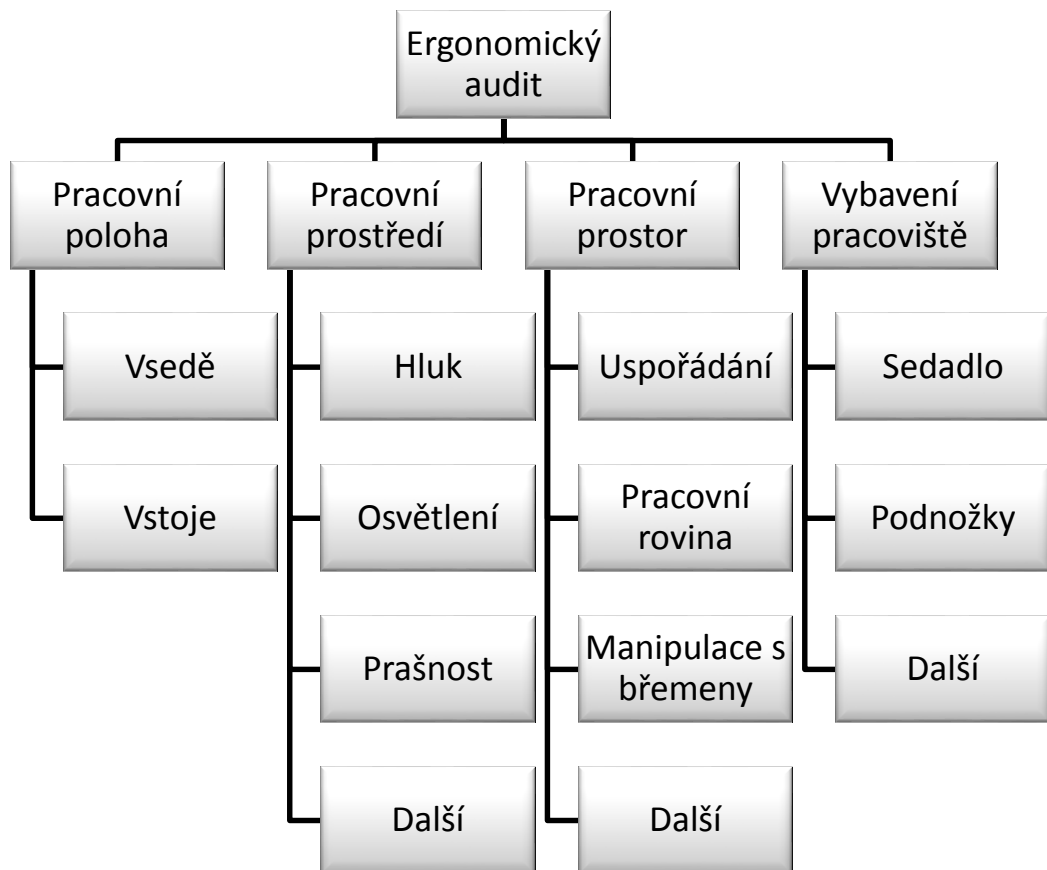 Ergonomický
audit
Pracovní
poloha
Pracovní
prostředí
Pracovní
prostor
Vybavení
pracoviště
Vsedě
Hluk
Uspořádání
Sedadlo
Vstoje
Osvětlení
Pracovní
rovina
Podnožky
Prašnost
Manipulace s
břemeny
Další
Další
Další